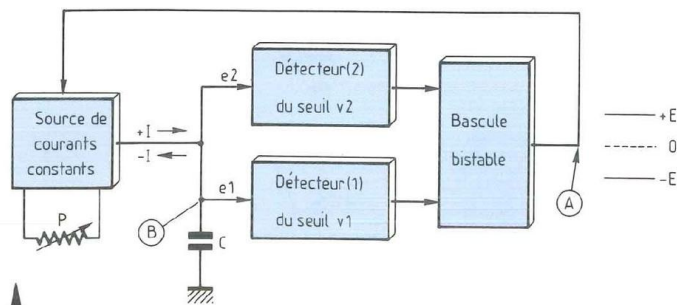 Source de
courants
constants
P
+I
-I
e2
e1
B
C
Détecteur(2)
du seuil v2
Détecteur(1)
du seuil v1
Bascule
bistable
A
+E
0
-E